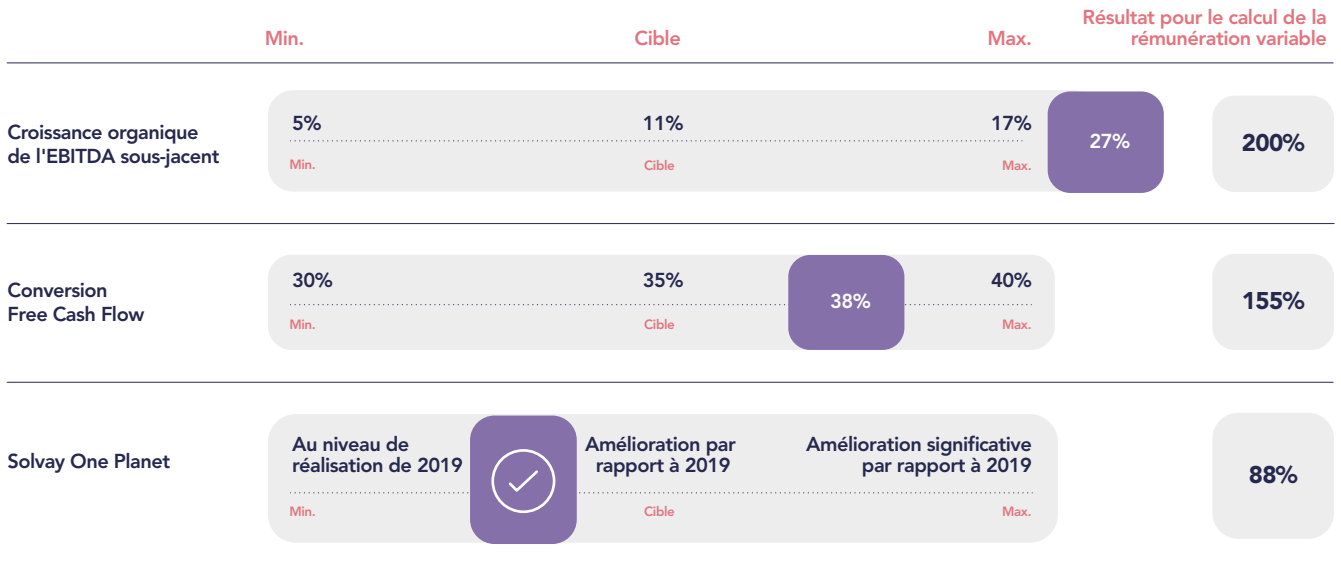 Min.
Cible
Max.
Résultat pour le calcul de la
rémunération variable
Croissance organique
de l'EBITDA sous-jacent
5%
11%
17%
27%
200%
Min.
Cible
Max.
Conversion
Free Cash Flow
30%
35%
38%
40%
155%
Min.
Cible
Max.
Solvay One Planet
Au niveau de
réalisation de 2019
Amélioration par
rapport à 2019
Amélioration significative
par rapport à 2019
88%
Min.
Cible
Max.